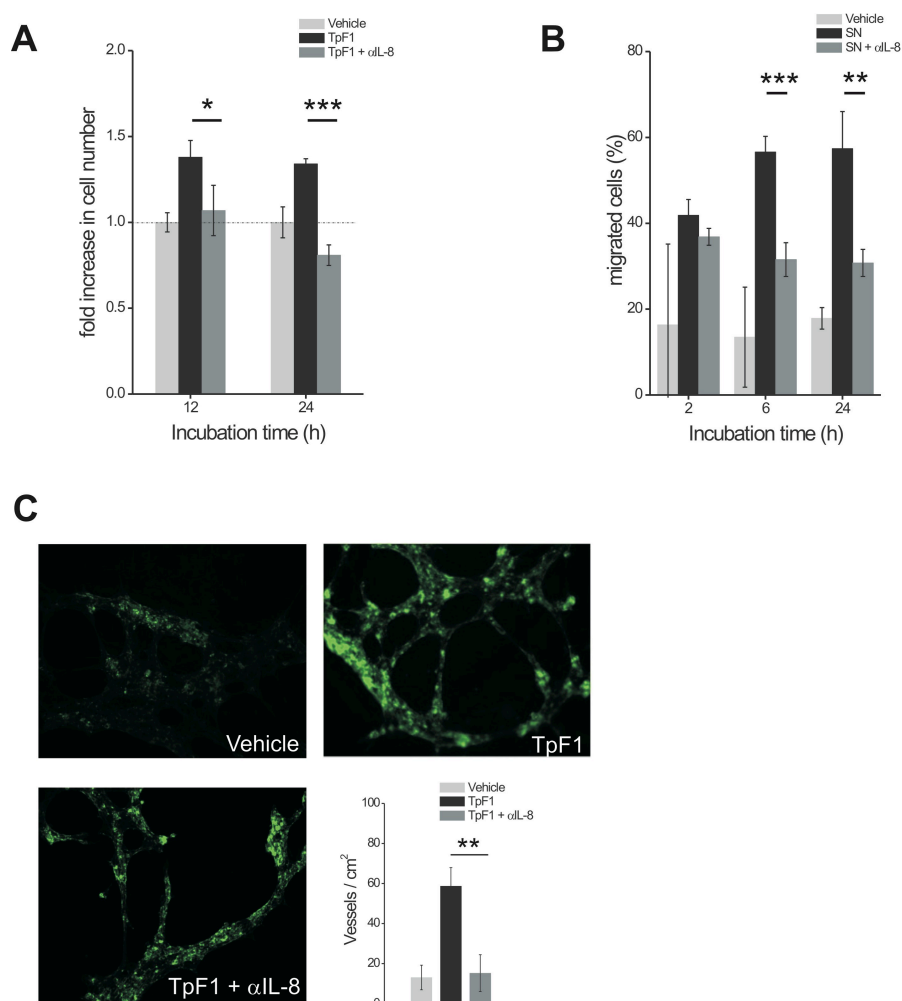 A
Vehicle
TpF1
TpF1 + αIL-8
2.0
1.5
1.0
0.5
0.0
fold increase in cell number
*
***
12
24
Incubation time (h)
B
Vehicle
SN
SN + αIL-8
80
60
40
20
0
migrated cells (%)
***
**
2
6
24
Incubation time (h)
C
Vehicle
TpF1
TpF1 + αIL-8
Vehicle
TpF1
TpF1 + αIL-8
100
80
60
40
20
Vessels / cm²
**